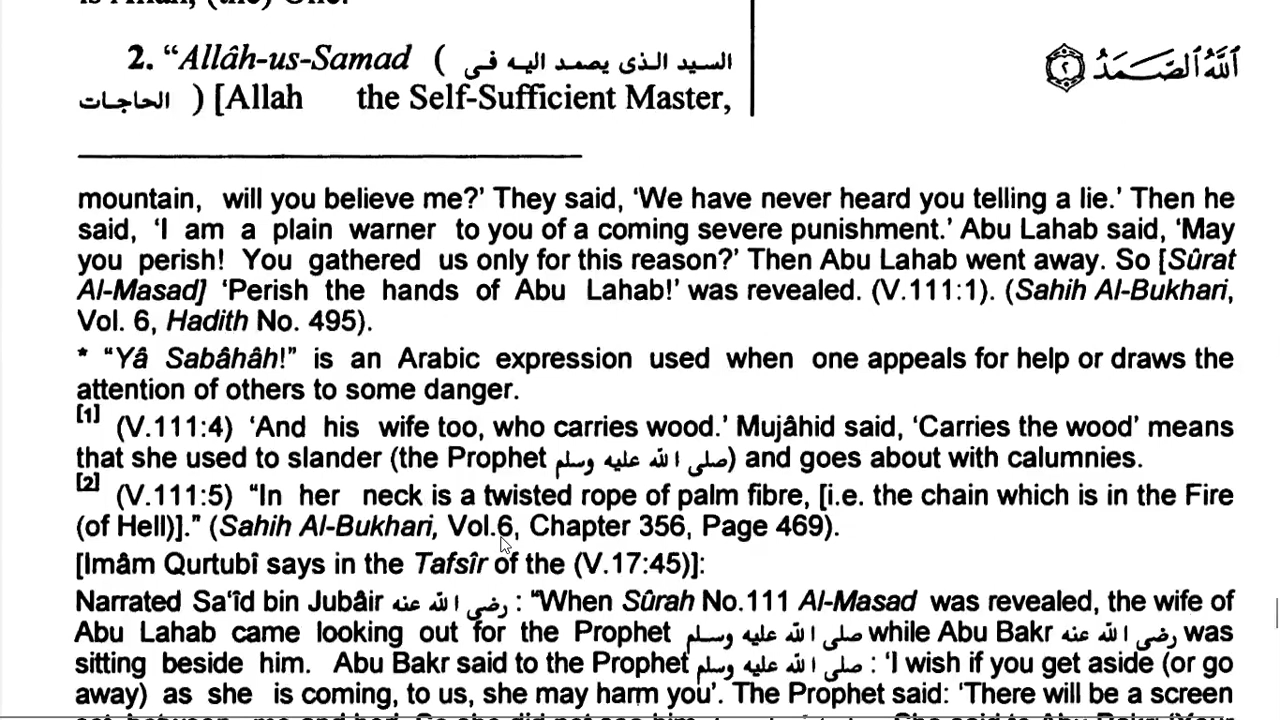 is Allâh, (the) One.
2. “Allâh-us-Samad ( السيد الذى يصمد اليه فى
الحاجات ) [Allah the Self-Sufficient Master,
ٱللَّهُ ٱلصَّمَدُ ٢
mountain, will you believe me?’ They said, ‘We have never heard you telling a lie.’ Then he
said, ‘I am a plain warner to you of a coming severe punishment.’ Abu Lahab said, ‘May
you perish! You gathered us only for this reason?’ Then Abu Lahab went away. So [Sûrat
Al-Masad] ‘Perish the hands of Abu Lahab!’ was revealed. (V.111:1). (Sahih Al-Bukhari,
Vol. 6, Hadith No. 495).
* “Yâ Sabâhâh!” is an Arabic expression used when one appeals for help or draws the
attention of others to some danger.
[1] (V.111:4) ‘And his wife too, who carries wood.’ Mujâhid said, ‘Carries the wood’ means
that she used to slander (the Prophet صلى الله عليه وسلم) and goes about with calumnies.
[2] (V.111:5) “In her neck is a twisted rope of palm fibre, [i.e. the chain which is in the Fire
(of Hell)].” (Sahih Al-Bukhari, Vol.6, Chapter 356, Page 469).
[Imâm Qurtubî says in the Tafsîr of the (V.17:45)]:
Narrated Sa‘îd bin Jubâir رضى الله عنه : “When Sûrah No.111 Al-Masad was revealed, the wife of
Abu Lahab came looking out for the Prophet صلى الله عليه وسلم while Abu Bakr رضى الله عنه was
sitting beside him. Abu Bakr said to the Prophet صلى الله عليه وسلم : ‘I wish if you get aside (or go
away) as she is coming, to us, she may harm you’. The Prophet said: ‘There will be a screen